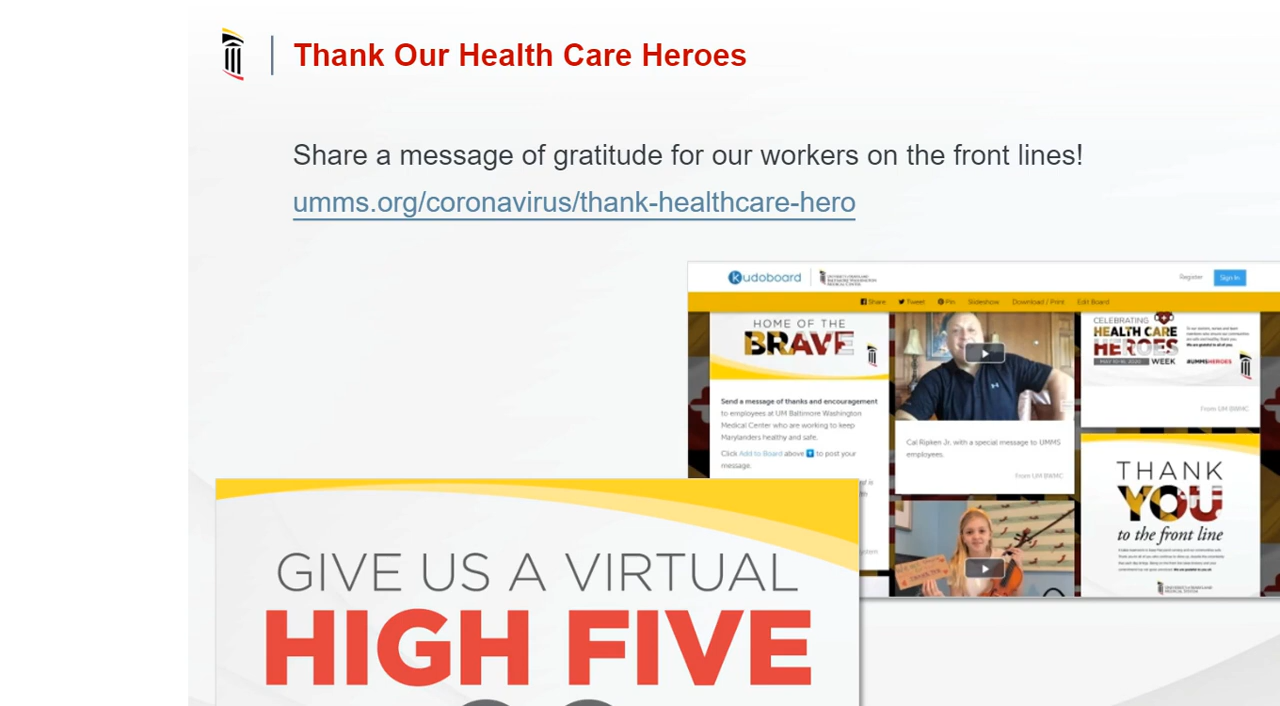 Thank Our Health Care Heroes
Share a message of gratitude for our workers on the front lines!
umms.org/coronavirus/thank-healthcare-hero
kudoboard
Register
Sign In
Share
Tweet
Pin
Slideshow
Download / Print
Edit Board
HOME OF THE
BRAVE
Send a message of thanks and encouragement
to employees at UM Baltimore Washington
Medical Center who are working to keep
Marylanders healthy and safe.
Click Add to Board above to post your
message.
Cal Ripken Jr. with a special message to UMMS
employees.
From UM BWMC
CELEBRATING
HEALTH CARE
HEROES
WEEK
#UMMSHEROES
From UM BWMC
THANK
YOU
to the front line
GIVE US A VIRTUAL
HIGH FIVE